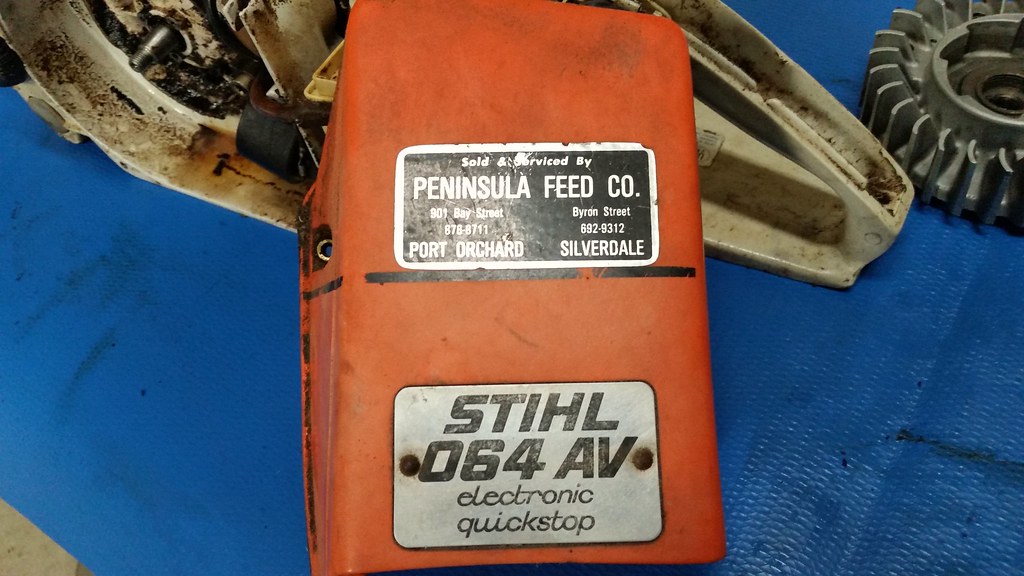 Sold & Serviced By
PENINSULA FEED CO.
901 Bay Street Byron Street
876-8711 692-9312
PORT ORCHARD SILVERDALE
STIHL
064 AV
electronic
quickstop